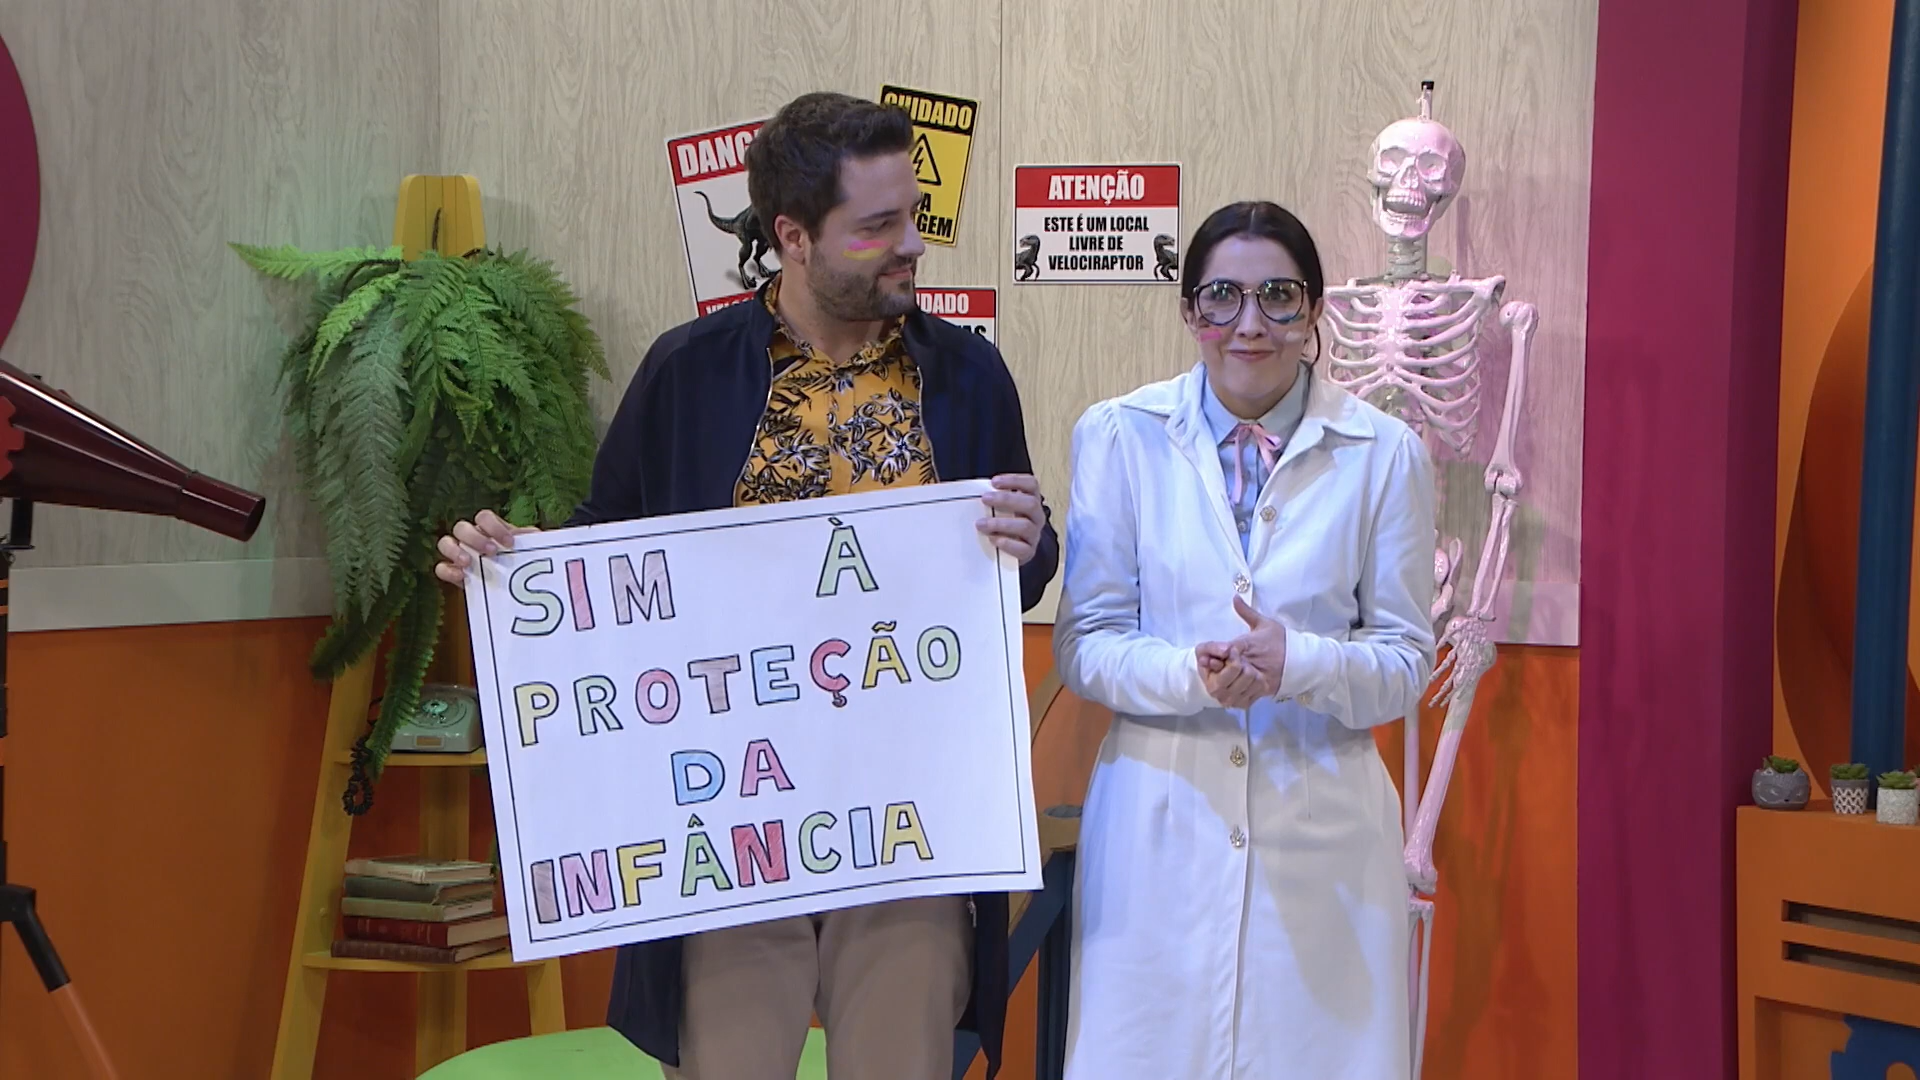 CUIDADO
ATENÇÃO
ESTE É UM LOCAL
LIVRE DE
VELOCIRAPTOR
SIM À
PROTEÇÃO
DA
INFÂNCIA